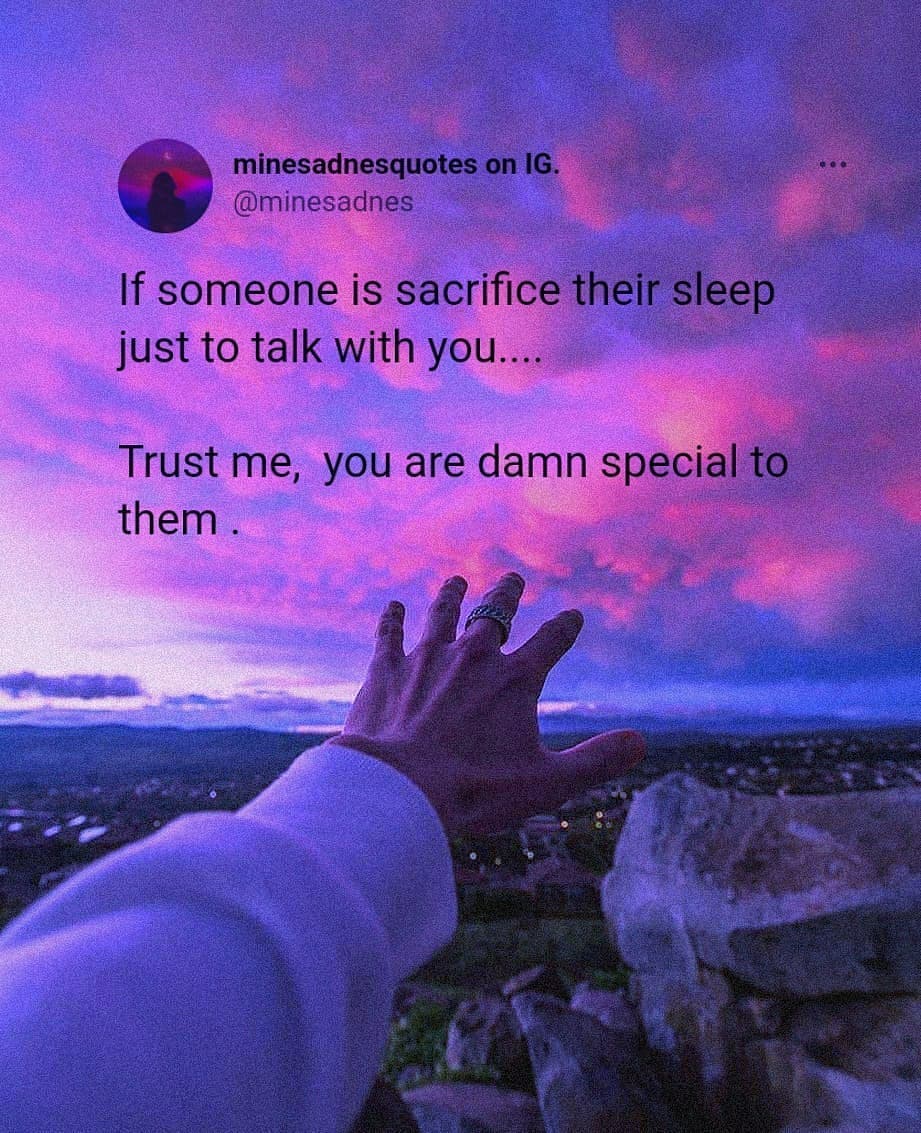 minesadnesquotes on IG.
@minesadnes
If someone is sacrifice their sleep
just to talk with you....
Trust me,  you are damn special to
them .